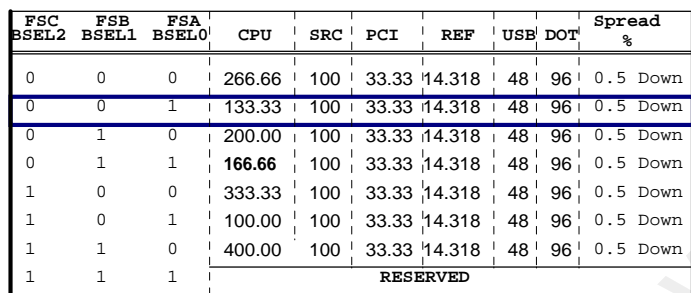 FSC FSB FSA Spread
BSEL2 BSEL1 BSEL0 CPU SRC PCI REF USB DOT %
0 0 0 266.66 100 33.33 14.318 48 96 0.5 Down
0 0 1 133.33 100 33.33 14.318 48 96 0.5 Down
0 1 0 200.00 100 33.33 14.318 48 96 0.5 Down
0 1 1 166.66 100 33.33 14.318 48 96 0.5 Down
1 0 0 333.33 100 33.33 14.318 48 96 0.5 Down
1 0 1 100.00 100 33.33 14.318 48 96 0.5 Down
1 1 0 400.00 100 33.33 14.318 48 96 0.5 Down
1 1 1 RESERVED